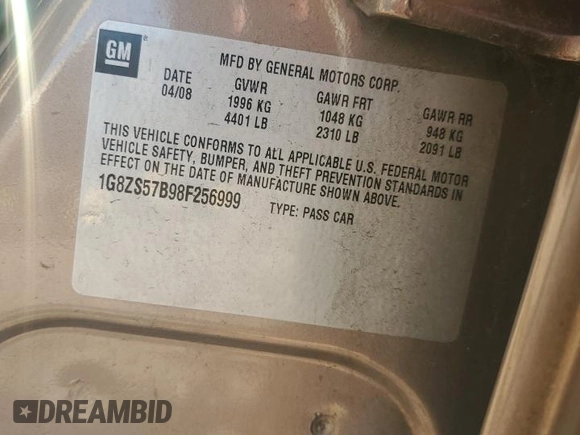 GM
MFD BY GENERAL MOTORS CORP.
DATE GVWR GAWR FRT GAWR RR
04/08 1996 KG 1048 KG 948 KG
4401 LB 2310 LB 2091 LB
THIS VEHICLE CONFORMS TO ALL APPLICABLE U.S. FEDERAL MOTOR
VEHICLE SAFETY, BUMPER, AND THEFT PREVENTION STANDARDS IN
EFFECT ON THE DATE OF MANUFACTURE SHOWN ABOVE.
1G8ZS57B98F256999
TYPE: PASS CAR
DREAMBID